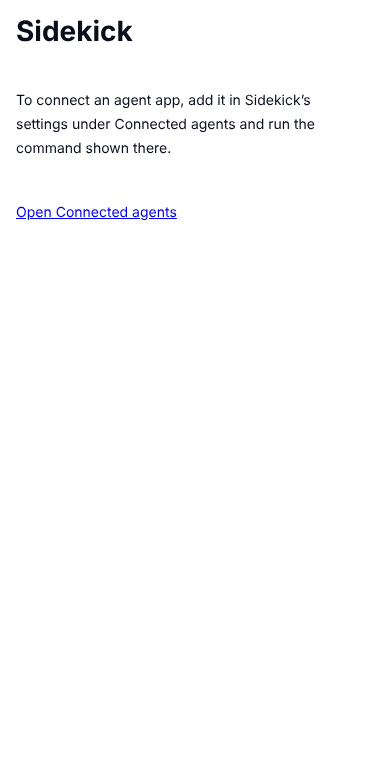 Sidekick
To connect an agent app, add it in Sidekick’s
settings under Connected agents and run the
command shown there.
Open Connected agents